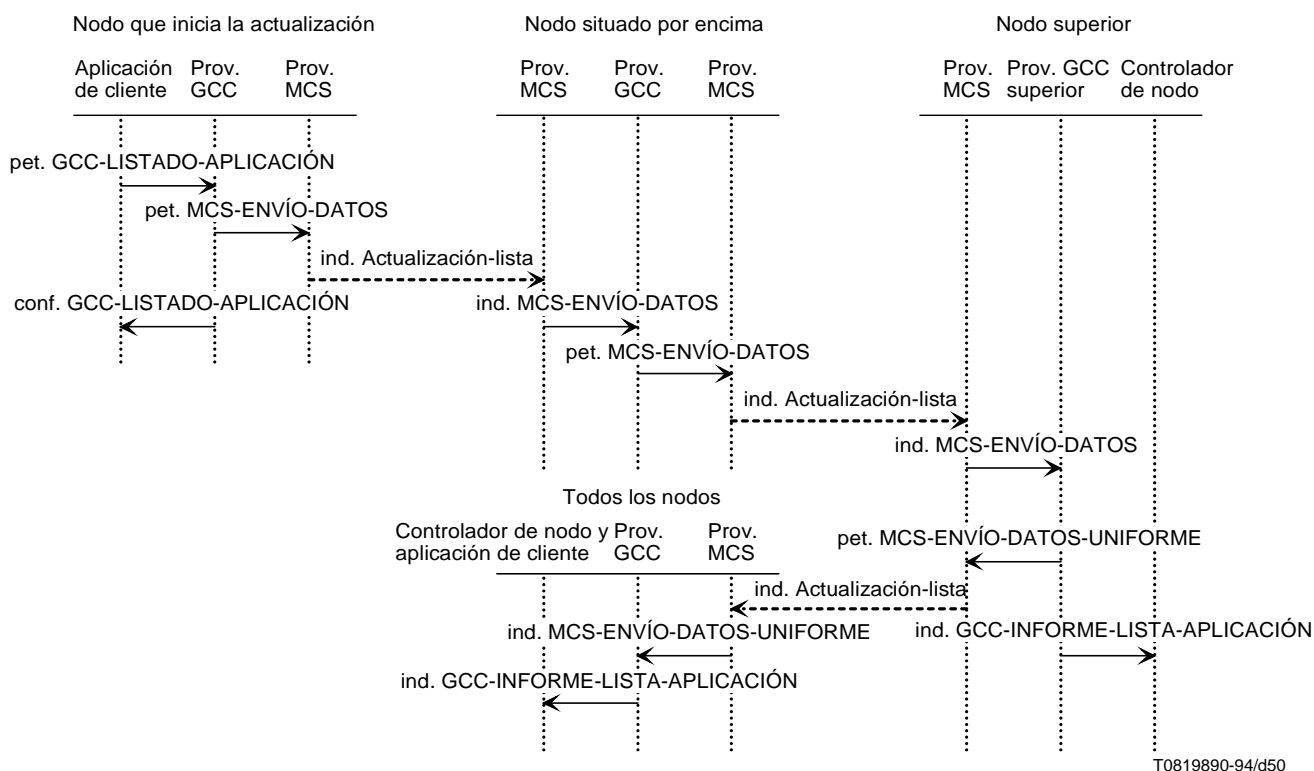 Nodo que inicia la actualización
Nodo situado por encima
Nodo superior
Aplicación de cliente
Prov. GCC
Prov. MCS
Prov. MCS
Prov. GCC
Prov. MCS
Prov. MCS
Prov. GCC superior
Controlador de nodo
pet. GCC-LISTADO-APLICACIÓN
pet. MCS-ENVÍO-DATOS
ind. Actualización-lista
conf. GCC-LISTADO-APLICACIÓN
ind. MCS-ENVÍO-DATOS
pet. MCS-ENVÍO-DATOS
ind. Actualización-lista
ind. MCS-ENVÍO-DATOS
Todos los nodos
Controlador de nodo y aplicación de cliente
Prov. GCC
Prov. MCS
pet. MCS-ENVÍO-DATOS-UNIFORME
ind. Actualización-lista
ind. MCS-ENVÍO-DATOS-UNIFORME
ind. GCC-INFORME-LISTA-APLICACIÓN
ind. GCC-INFORME-LISTA-APLICACIÓN
T0819890-94/d50